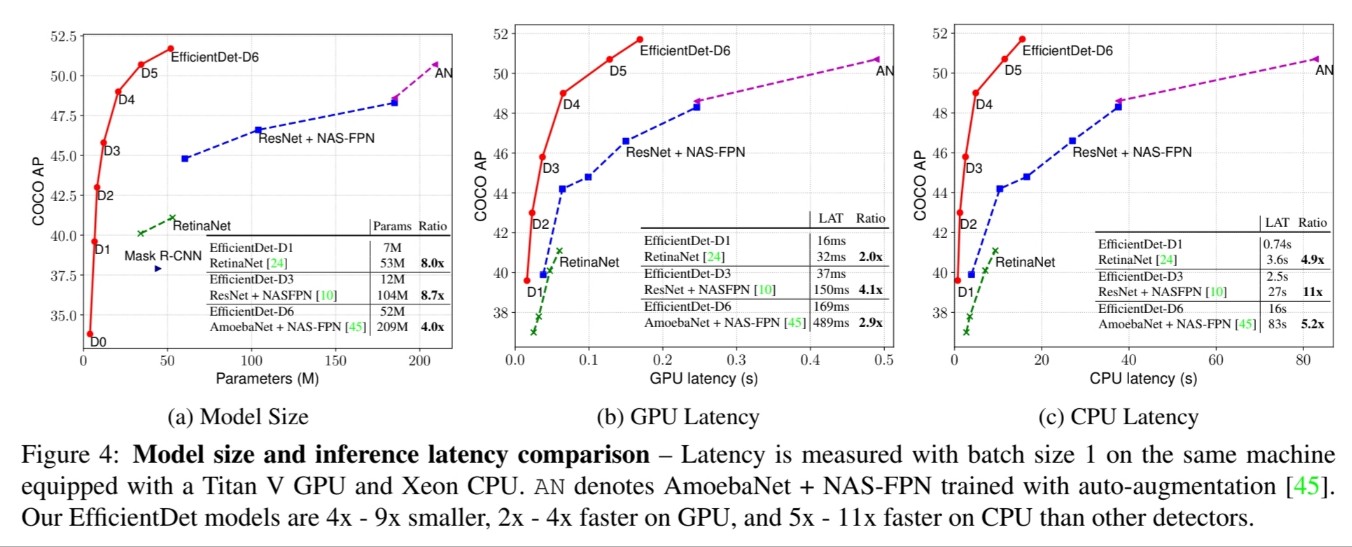 52.5
50.0
47.5
45.0
42.5
40.0
37.5
35.0
COCO AP
EfficientDet-D6
D5
AN
D4
D3
ResNet + NAS-FPN
D2
D1
RetinaNet
Mask R-CNN
D0
Params Ratio
EfficientDet-D1 7M
RetinaNet [24] 53M 8.0x
EfficientDet-D3 12M
ResNet + NASFPN [10] 104M 8.7x
EfficientDet-D6 52M
AmoebaNet + NAS-FPN [45] 209M 4.0x
0 50 100 150 200
Parameters (M)
(a) Model Size
52
50
48
46
44
42
40
38
COCO AP
EfficientDet-D6
D5
AN
D4
ResNet + NAS-FPN
D3
D2
RetinaNet
D1
LAT Ratio
EfficientDet-D1 16ms
RetinaNet [24] 32ms 2.0x
EfficientDet-D3 37ms
ResNet + NASFPN [10] 150ms 4.1x
EfficientDet-D6 169ms
AmoebaNet + NAS-FPN [45] 489ms 2.9x
0.0 0.1 0.2 0.3 0.4 0.5
GPU latency (s)
(b) GPU Latency
52
50
48
46
44
42
40
38
COCO AP
EfficientDet-D6
D5
AN
D4
ResNet + NAS-FPN
D3
D2
RetinaNet
D1
LAT Ratio
EfficientDet-D1 0.74s
RetinaNet [24] 3.6s 4.9x
EfficientDet-D3 2.5s
ResNet + NASFPN [10] 27s 11x
EfficientDet-D6 16s
AmoebaNet + NAS-FPN [45] 83s 5.2x
0 20 40 60 80
CPU latency (s)
(c) CPU Latency
Figure 4: Model size and inference latency comparison – Latency is measured with batch size 1 on the same machine
equipped with a Titan V GPU and Xeon CPU. AN denotes AmoebaNet + NAS-FPN trained with auto-augmentation [45].
Our EfficientDet models are 4x - 9x smaller, 2x - 4x faster on GPU, and 5x - 11x faster on CPU than other detectors.